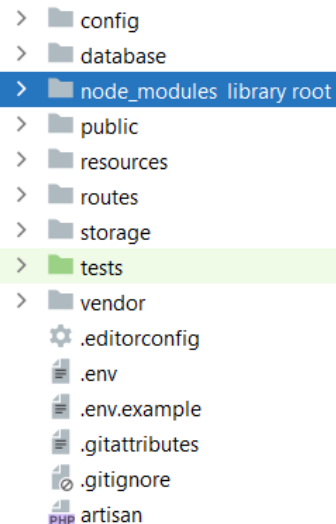 config
database
node_modules library root
public
resources
routes
storage
tests
vendor
.editorconfig
.env
.env.example
.gitattributes
.gitignore
PHP artisan